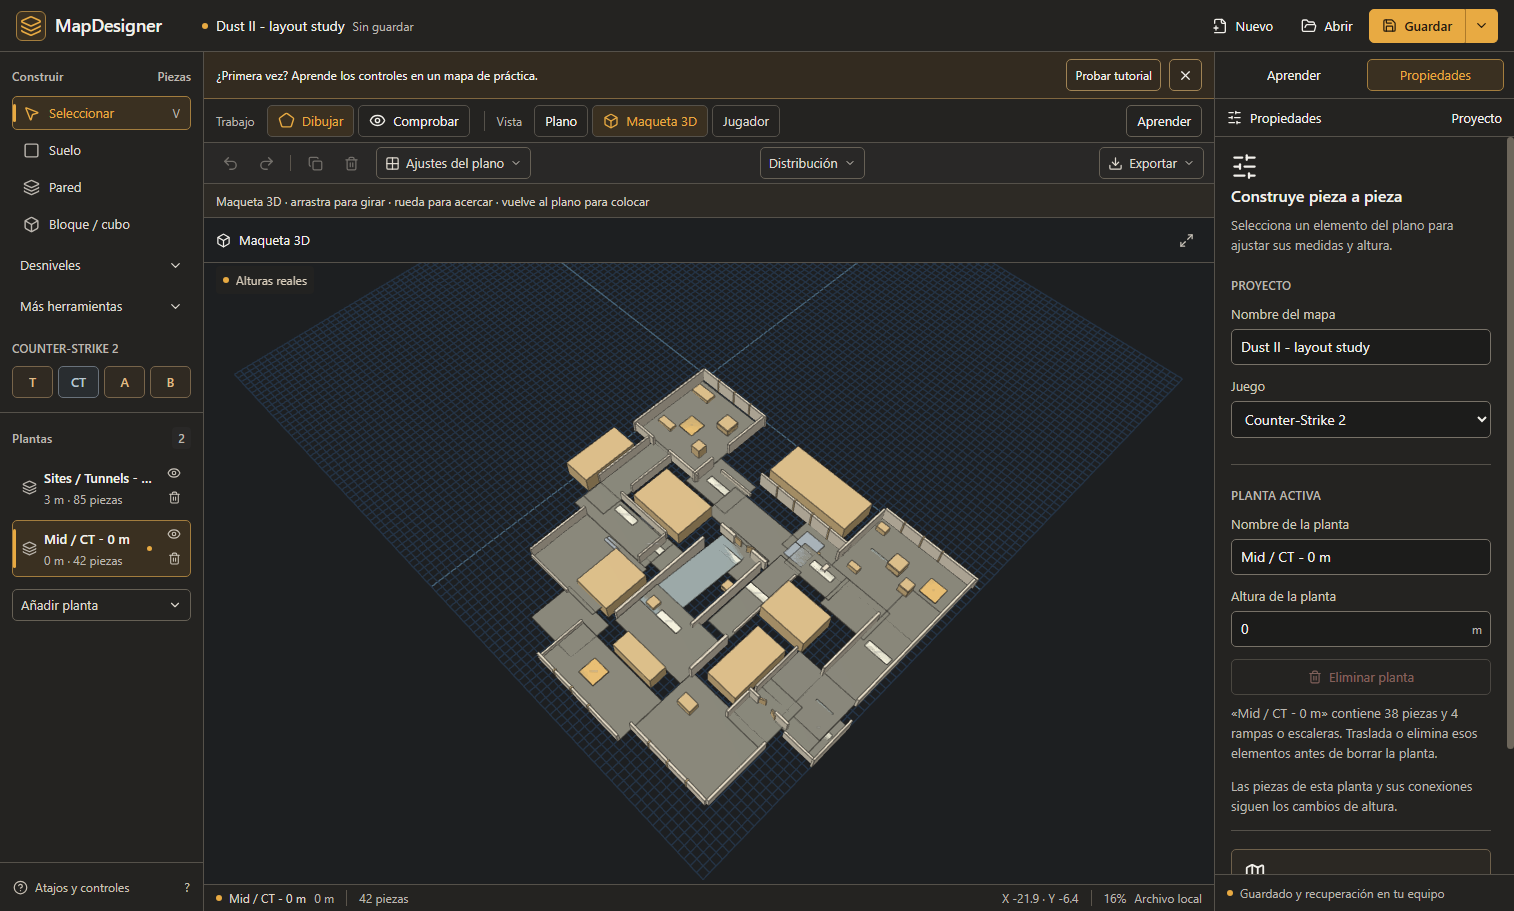 MapDesigner
Dust II - layout study Sin guardar
Nuevo
Abrir
Guardar
Construir Piezas
Seleccionar V
Suelo
Pared
Bloque / cubo
Desniveles
Más herramientas
COUNTER-STRIKE 2
T CT A B
Plantas 2
Sites / Tunnels - ...
3 m · 85 piezas
Mid / CT - 0 m
0 m · 42 piezas
Añadir planta
Atajos y controles ?
¿Primera vez? Aprende los controles en un mapa de práctica.
Probar tutorial
Trabajo Dibujar Comprobar Vista Plano Maqueta 3D Jugador Aprender
Ajustes del plano Distribución Exportar
Maqueta 3D · arrastra para girar · rueda para acercar · vuelve al plano para colocar
Maqueta 3D
Alturas reales
Mid / CT - 0 m 0 m 42 piezas X -21.9 · Y -6.4 16% Archivo local
Aprender Propiedades
Propiedades Proyecto
Construye pieza a pieza
Selecciona un elemento del plano para
ajustar sus medidas y altura.
PROYECTO
Nombre del mapa
Dust II - layout study
Juego
Counter-Strike 2
PLANTA ACTIVA
Nombre de la planta
Mid / CT - 0 m
Altura de la planta
0 m
Eliminar planta
«Mid / CT - 0 m» contiene 38 piezas y 4
rampas o escaleras. Traslada o elimina esos
elementos antes de borrar la planta.
Las piezas de esta planta y sus conexiones
siguen los cambios de altura.
Guardado y recuperación en tu equipo